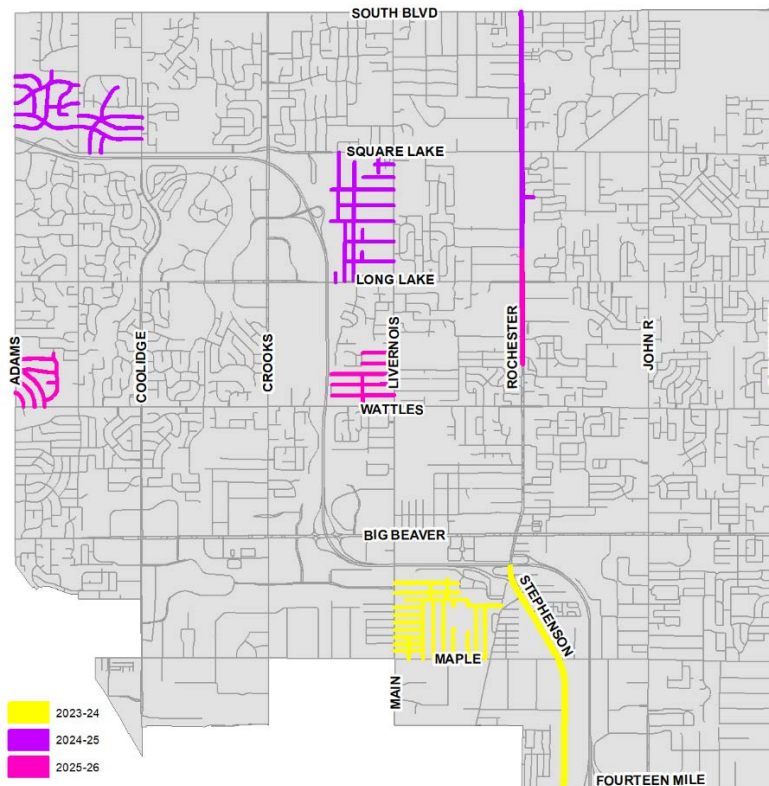 SOUTH BLVD
SQUARE LAKE
LONG LAKE
ADAMS
COOLIDGE
CROOKS
LIVERNOIS
ROCHESTER
JOHN R
WATTLES
BIG BEAVER
STEPHENSON
MAPLE
MAIN
FOURTEEN MILE
2023-24
2024-25
2025-26